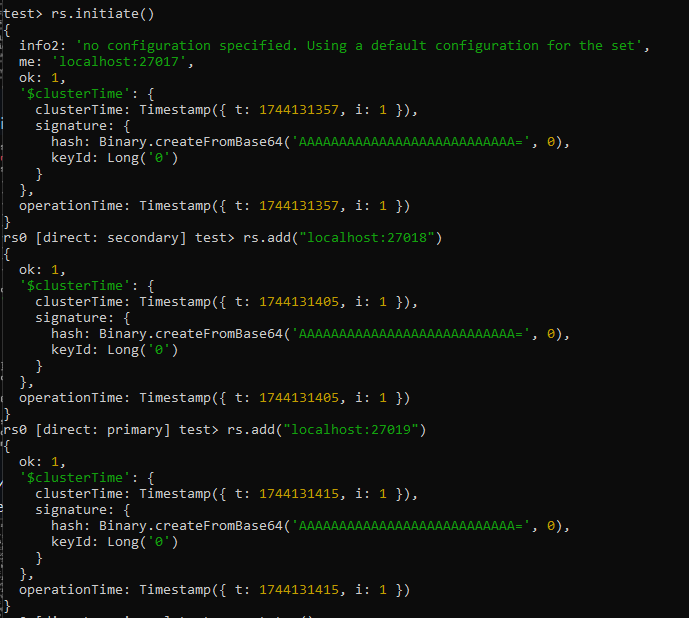 test> rs.initiate()
{
  info2: 'no configuration specified. Using a default configuration for the set',
  me: 'localhost:27017',
  ok: 1,
  '$clusterTime': {
    clusterTime: Timestamp({ t: 1744131357, i: 1 }),
    signature: {
      hash: Binary.createFromBase64('AAAAAAAAAAAAAAAAAAAAAAAAAAA=', 0),
      keyId: Long('0')
    }
  },
  operationTime: Timestamp({ t: 1744131357, i: 1 })
}
rs0 [direct: secondary] test> rs.add("localhost:27018")
{
  ok: 1,
  '$clusterTime': {
    clusterTime: Timestamp({ t: 1744131405, i: 1 }),
    signature: {
      hash: Binary.createFromBase64('AAAAAAAAAAAAAAAAAAAAAAAAAAA=', 0),
      keyId: Long('0')
    }
  },
  operationTime: Timestamp({ t: 1744131405, i: 1 })
}
rs0 [direct: primary] test> rs.add("localhost:27019")
{
  ok: 1,
  '$clusterTime': {
    clusterTime: Timestamp({ t: 1744131415, i: 1 }),
    signature: {
      hash: Binary.createFromBase64('AAAAAAAAAAAAAAAAAAAAAAAAAAA=', 0),
      keyId: Long('0')
    }
  },
  operationTime: Timestamp({ t: 1744131415, i: 1 })
}